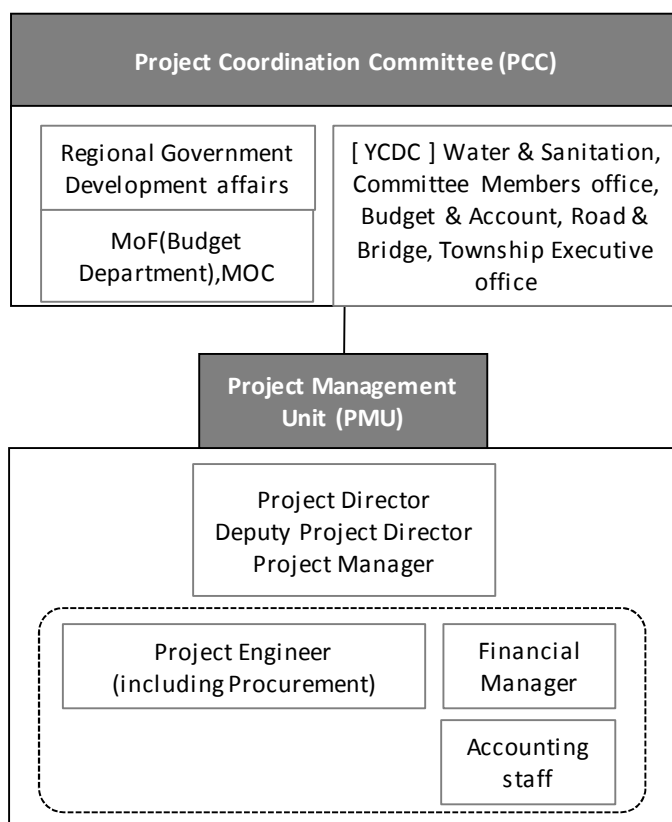 Project Coordination Committee (PCC)
Regional Government
Development affairs
MoF(Budget
Department),MOC
[ YCDC ] Water & Sanitation,
Committee Members office,
Budget & Account, Road &
Bridge, Township Executive
office
Project Management
Unit (PMU)
Project Director
Deputy Project Director
Project Manager
Project Engineer
(including Procurement)
Financial
Manager
Accounting
staff